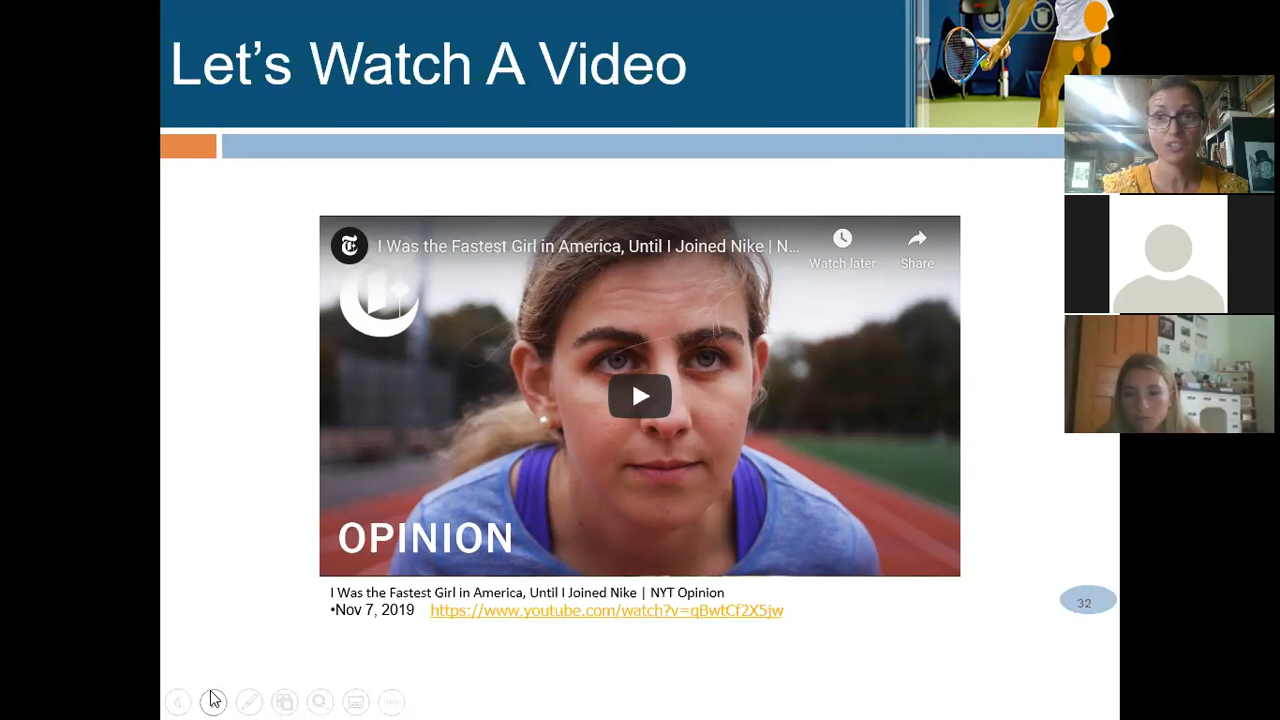 Let's Watch A Video
I Was the Fastest Girl in America, Until I Joined Nike | N...
Watch later
Share
OPINION
I Was the Fastest Girl in America, Until I Joined Nike | NYT Opinion
•Nov 7, 2019 https://www.youtube.com/watch?v=qBwtCf2X5jw
32